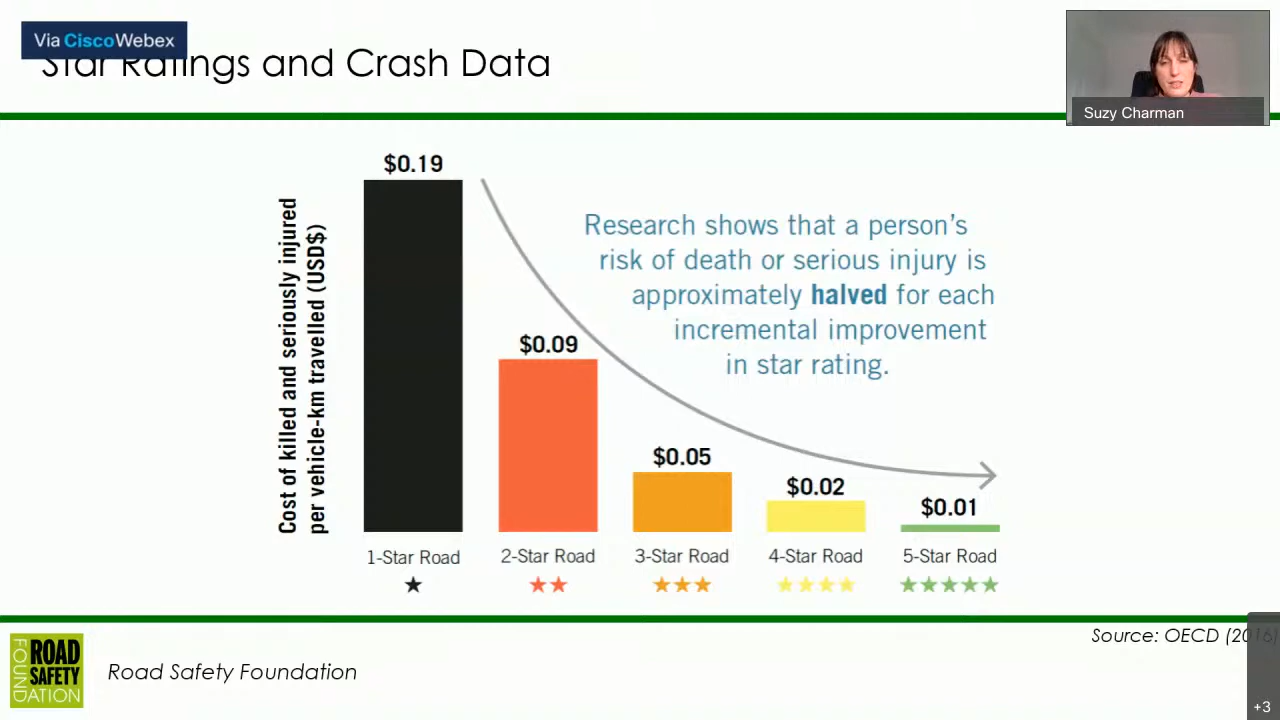 Via CiscoWebex
Star Ratings and Crash Data
Suzy Charman
$0.19
Research shows that a person's
risk of death or serious injury is
approximately halved for each
incremental improvement
in star rating.
$0.09
$0.05
$0.02
$0.01
Cost of killed and seriously injured
per vehicle-km travelled (USD$)
1-Star Road
2-Star Road
3-Star Road
4-Star Road
5-Star Road
Source: OECD (2016)
ROAD
SAFETY
FOUNDATION
Road Safety Foundation
+3